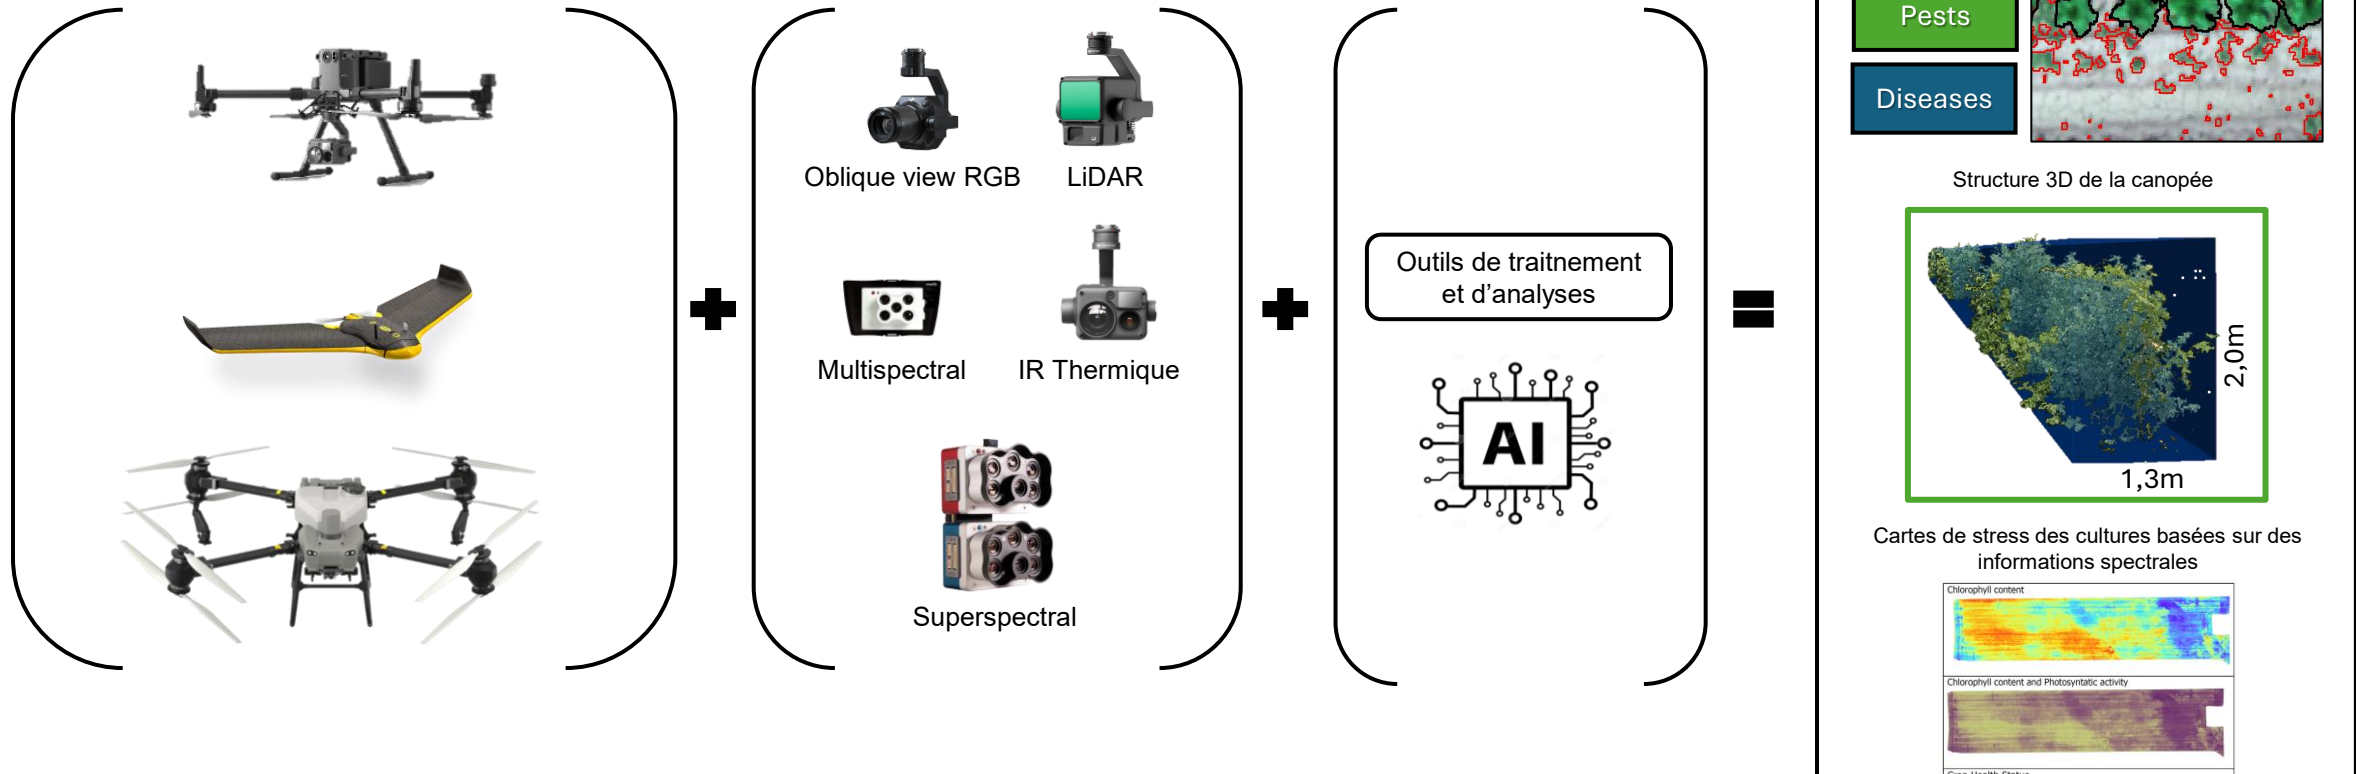 Oblique view RGB
LiDAR
Multispectral
IR Thermique
Superspectral
Outils de traitnement
et d'analyses
AI
Pests
Diseases
Structure 3D de la canopée
2,0m
1,3m
Cartes de stress des cultures basées sur des
informations spectrales
Chlorophyll content
Chlorophyll content and Photosyntatic activity